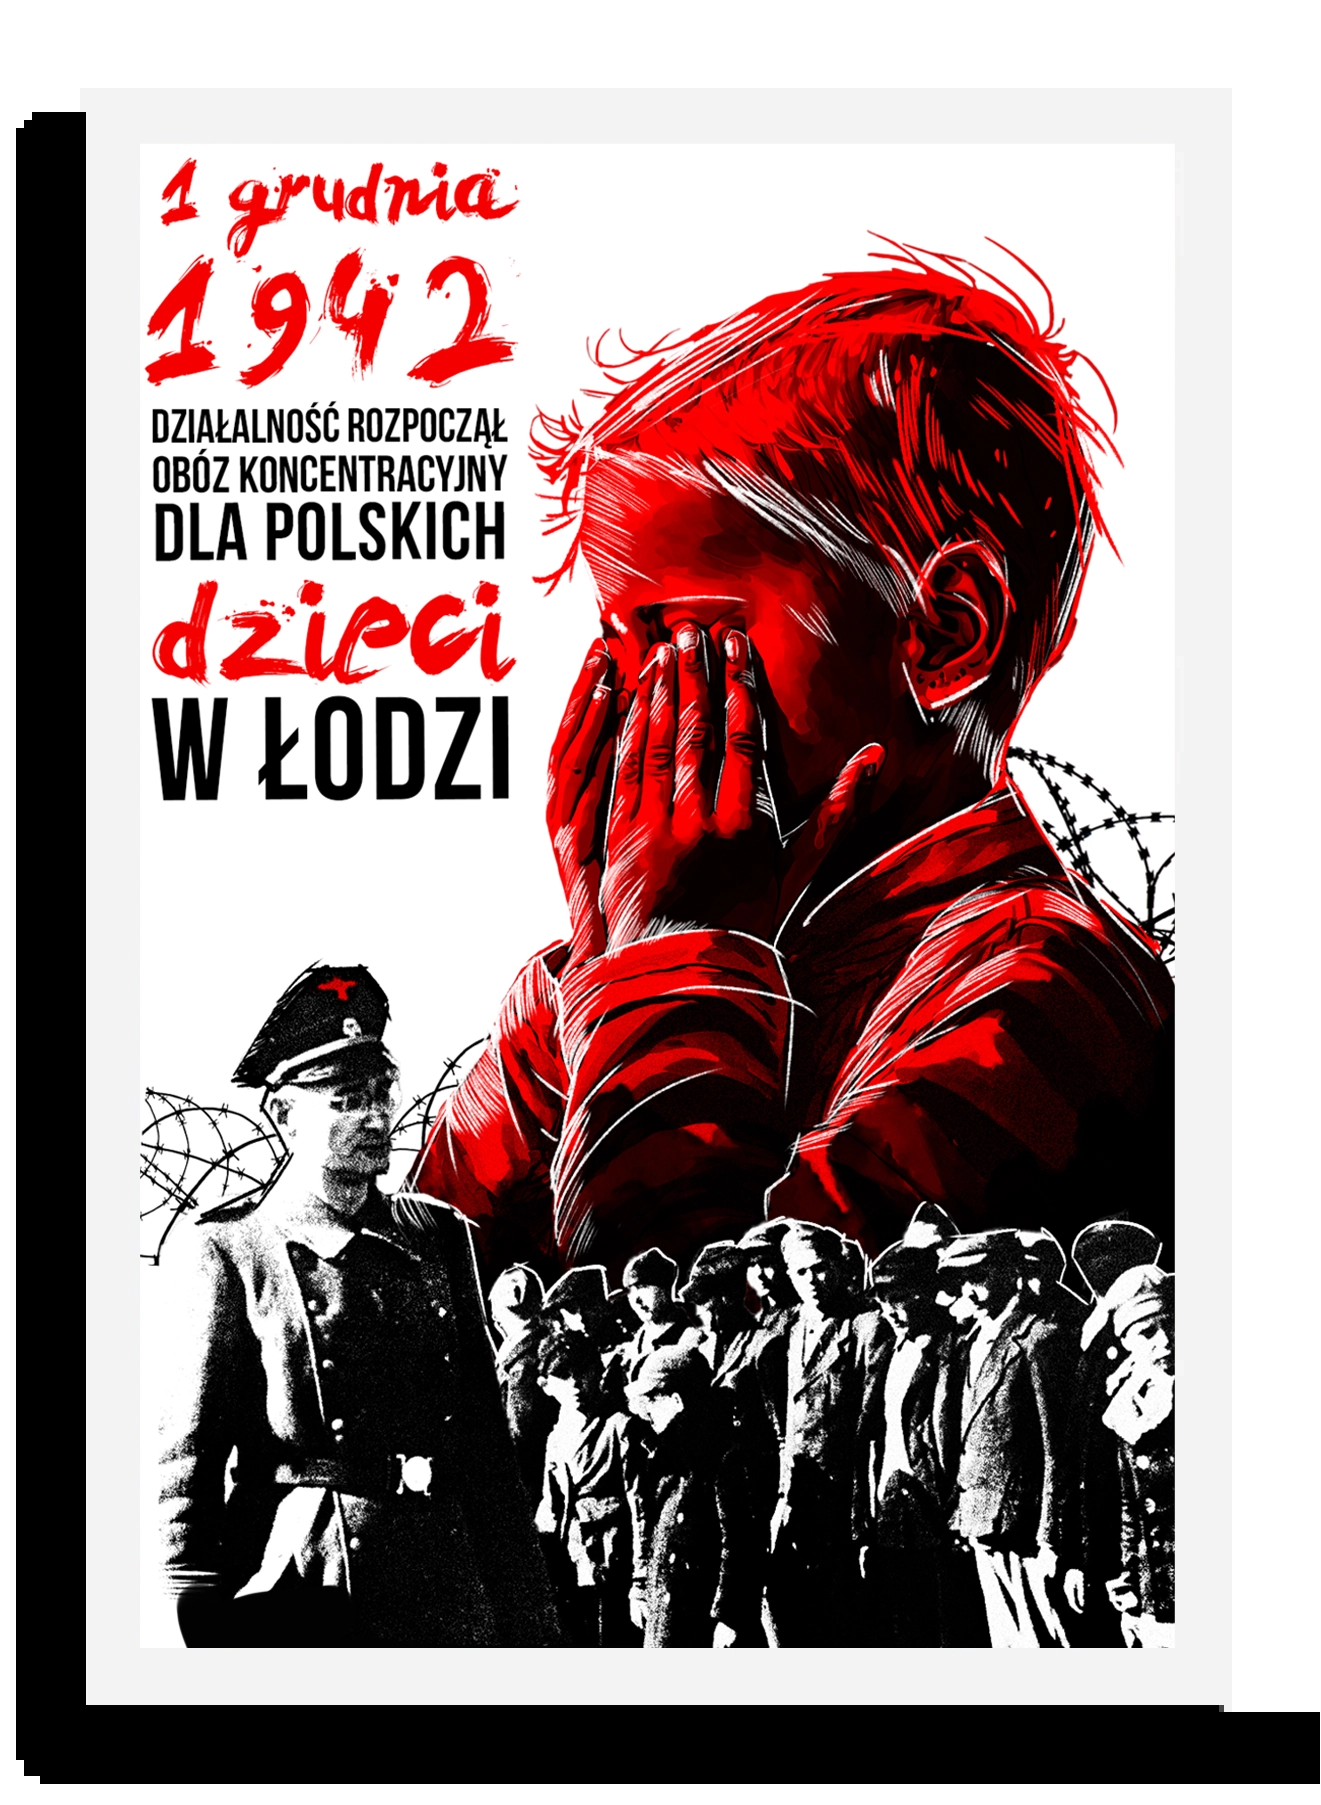 1 grudnia
1942
DZIAŁALNOŚĆ ROZPOCZĄŁ
OBÓZ KONCENTRACYJNY
DLA POLSKICH
dzieci
W ŁODZI